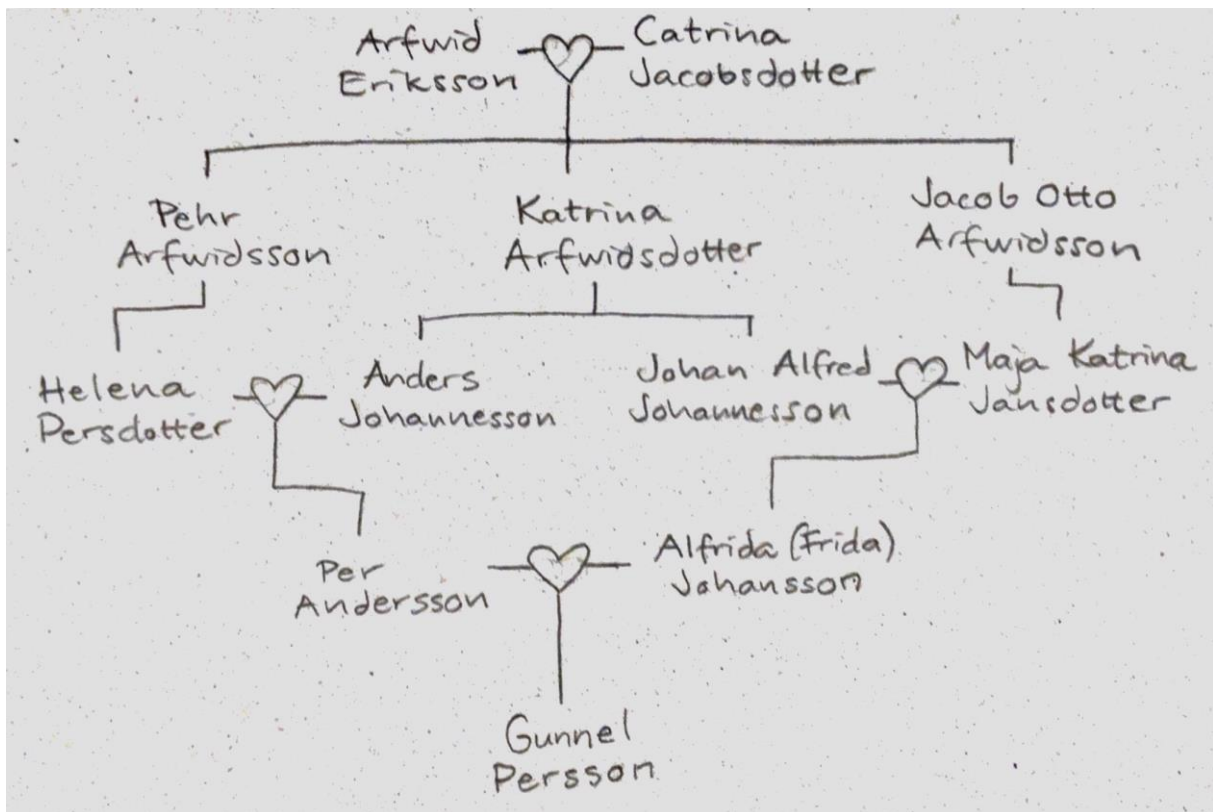 Arfwid
Eriksson
Catrina
Jacobsdotter
Pehr
Arfwidsson
Katrina
Arfwidsdotter
Jacob Otto
Arfwidsson
Helena
Persdotter
Anders
Johannesson
Johan Alfred
Johannesson
Maja Katrina
Jansdotter
Per
Andersson
Alfrida (Frida)
Johansson
Gunnel
Persson